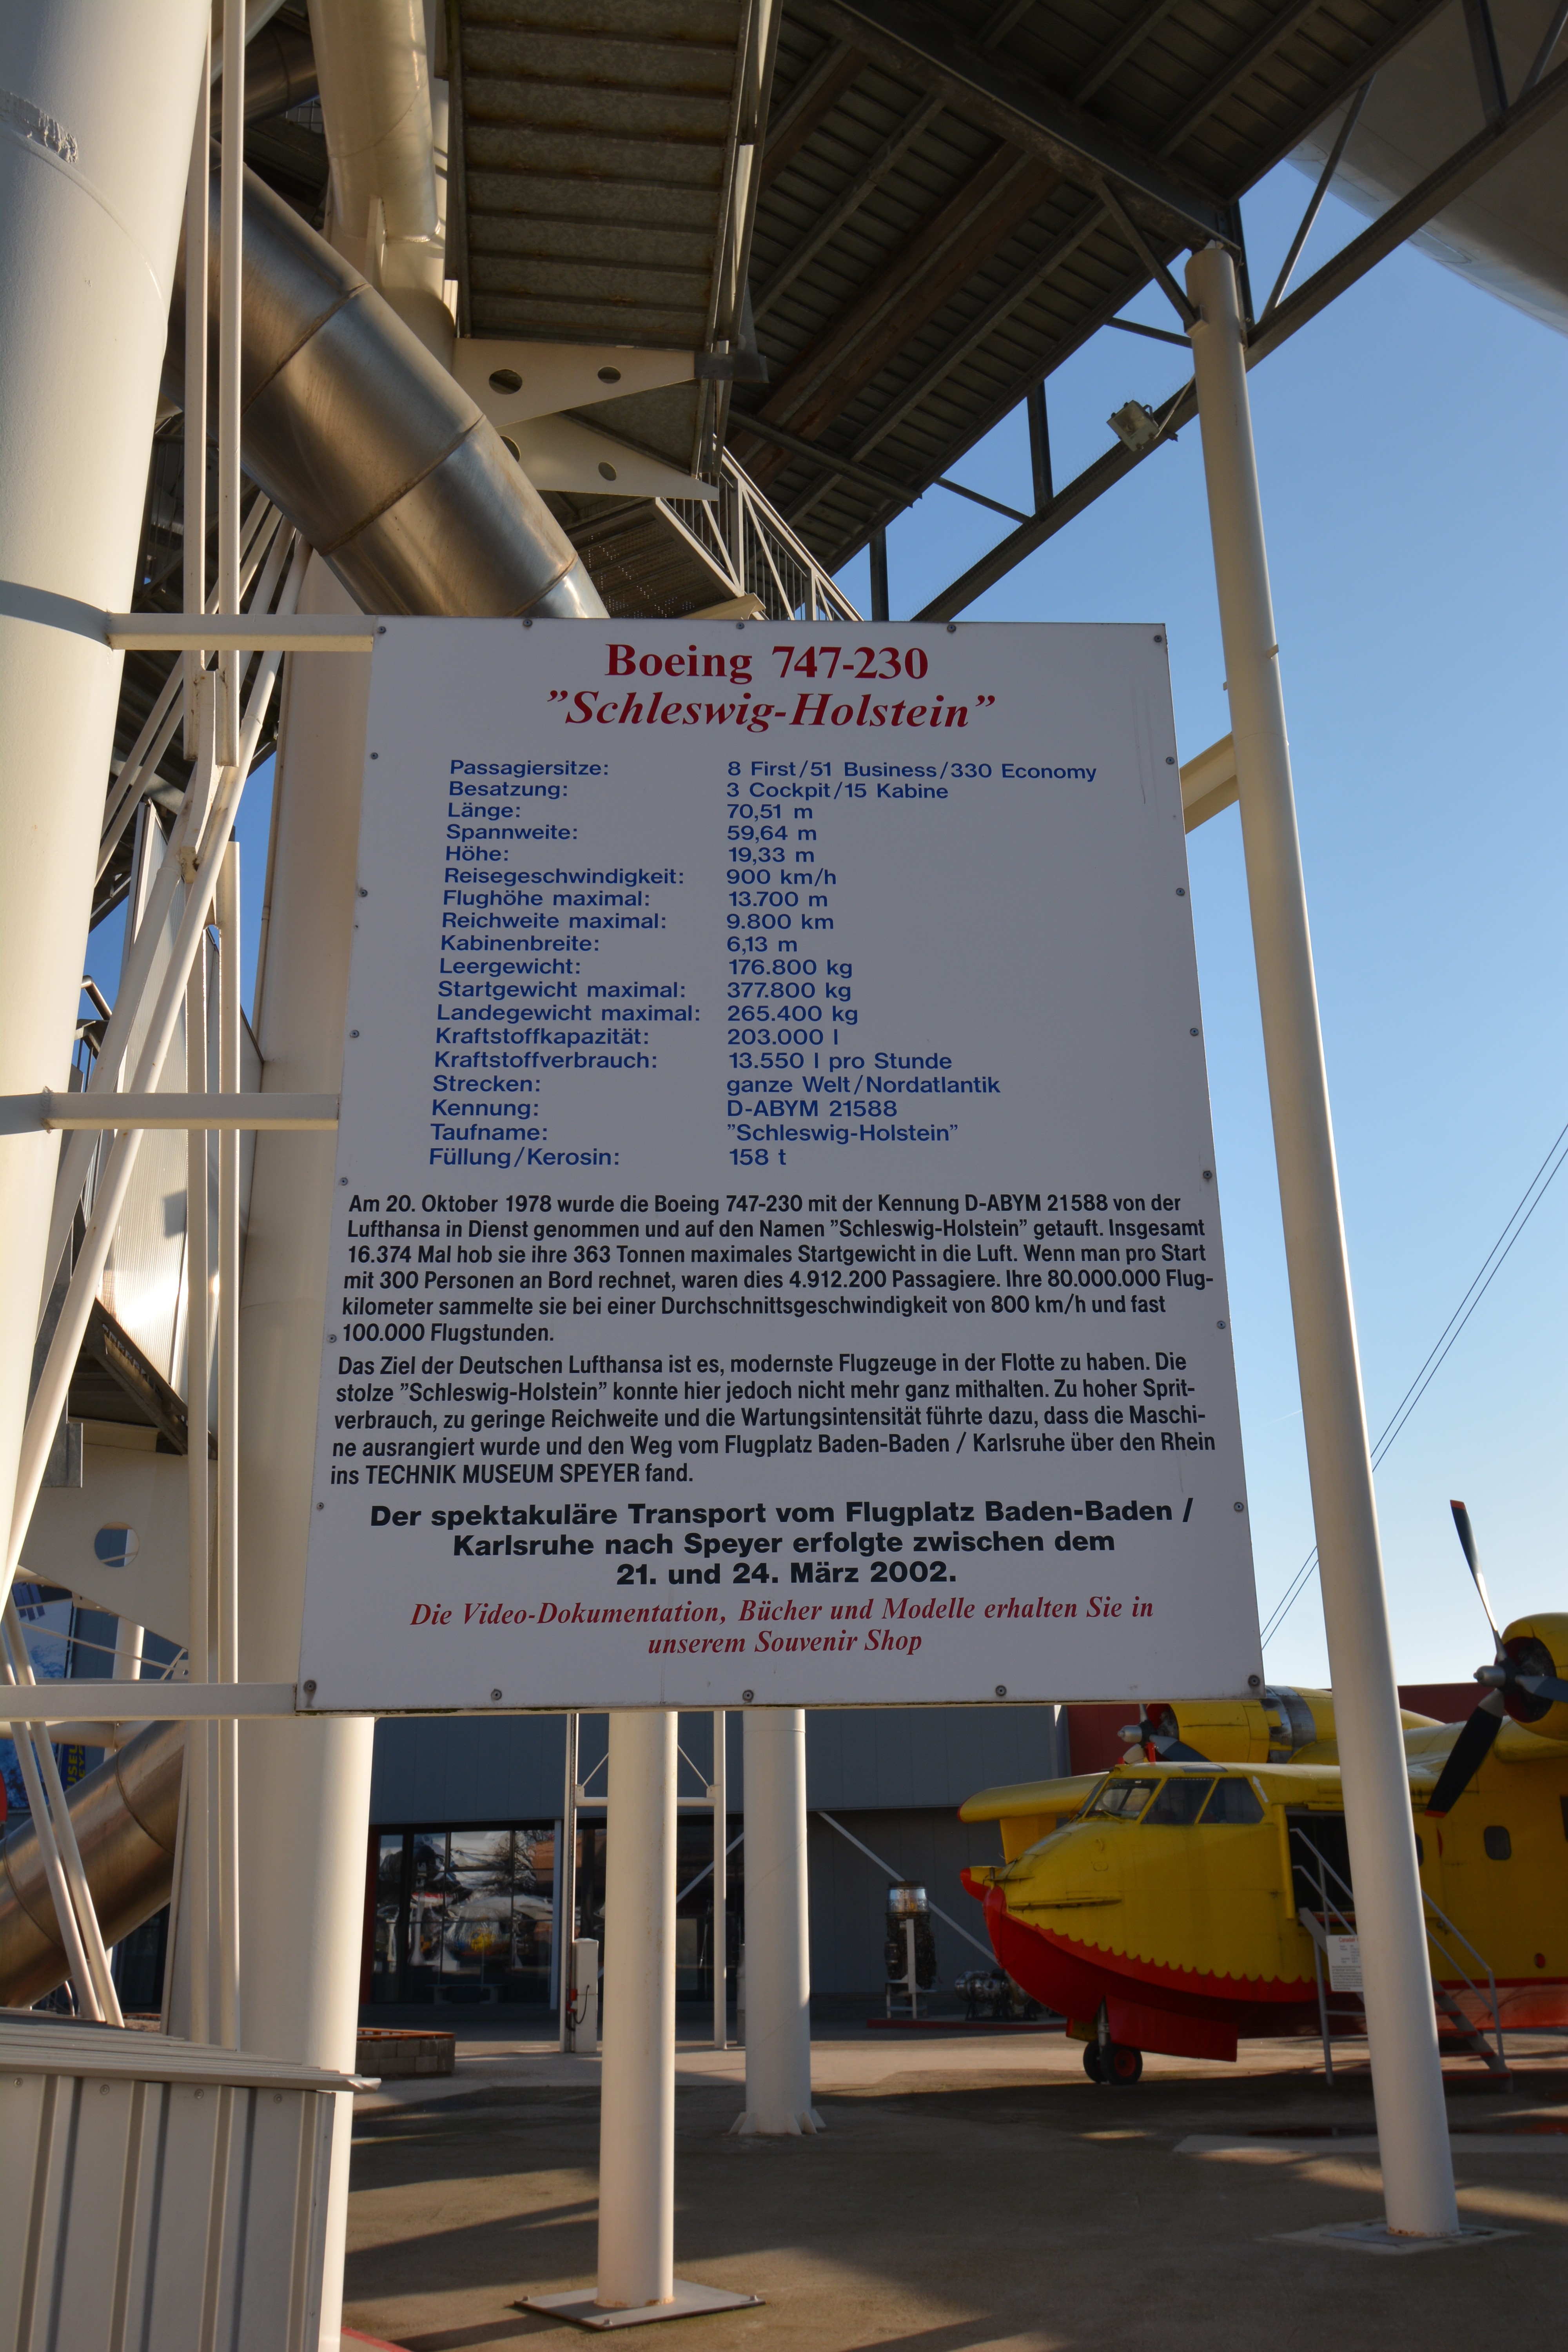 Boeing 747-230
"Schleswig-Holstein"
Passagiersitze: 8 First/51 Business/330 Economy
Besatzung: 3 Cockpit/15 Kabine
Länge: 70,51 m
Spannweite: 59,64 m
Höhe: 19,33 m
Reisegeschwindigkeit: 900 km/h
Flughöhe maximal: 13.700 m
Reichweite maximal: 9.800 km
Kabinenbreite: 6,13 m
Leergewicht: 176.800 kg
Startgewicht maximal: 377.800 kg
Landegewicht maximal: 265.400 kg
Kraftstoffkapazität: 203.000 l
Kraftstoffverbrauch: 13.550 l pro Stunde
Strecken: ganze Welt/Nordatlantik
Kennung: D-ABYM 21588
Taufname: "Schleswig-Holstein"
Füllung/Kerosin: 158 t
Am 20. Oktober 1978 wurde die Boeing 747-230 mit der Kennung D-ABYM 21588 von der
Lufthansa in Dienst genommen und auf den Namen "Schleswig-Holstein" getauft. Insgesamt
16.374 Mal hob sie ihre 363 Tonnen maximales Startgewicht in die Luft. Wenn man pro Start
mit 300 Personen an Bord rechnet, waren dies 4.912.200 Passagiere. Ihre 80.000.000 Flug-
kilometer sammelte sie bei einer Durchschnittsgeschwindigkeit von 800 km/h und fast
100.000 Flugstunden.
Das Ziel der Deutschen Lufthansa ist es, modernste Flugzeuge in der Flotte zu haben. Die
stolze "Schleswig-Holstein" konnte hier jedoch nicht mehr ganz mithalten. Zu hoher Sprit-
verbrauch, zu geringe Reichweite und die Wartungsintensität führte dazu, dass die Maschi-
ne ausrangiert wurde und den Weg vom Flugplatz Baden-Baden / Karlsruhe über den Rhein
ins TECHNIK MUSEUM SPEYER fand.
Der spektakuläre Transport vom Flugplatz Baden-Baden /
Karlsruhe nach Speyer erfolgte zwischen dem
21. und 24. März 2002.
Die Video-Dokumentation, Bücher und Modelle erhalten Sie in
unserem Souvenir Shop